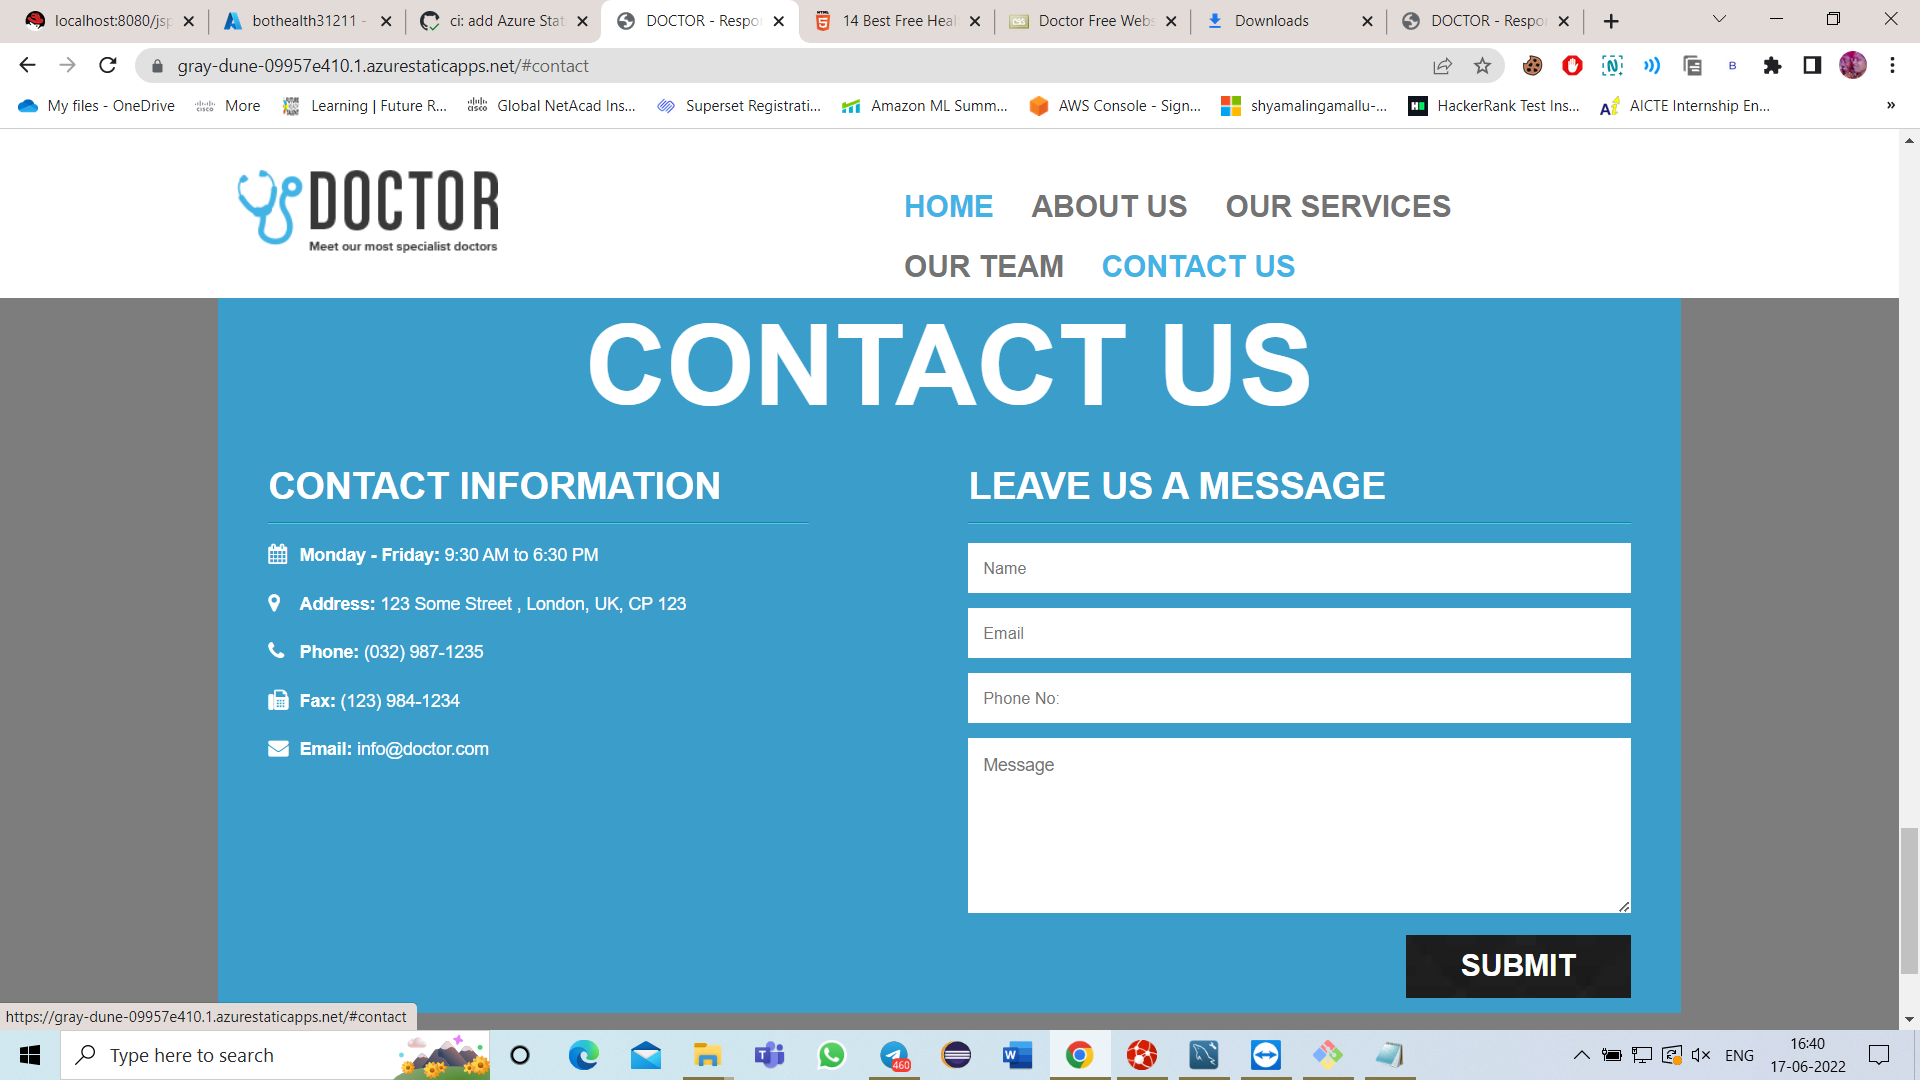 localhost:8080/jsp
bothealth31211 -
ci: add Azure Stat
DOCTOR - Respo
14 Best Free Heal
Doctor Free Webs
Downloads
DOCTOR - Respo
gray-dune-09957e410.1.azurestaticapps.net/#contact
My files - OneDrive
More
Learning | Future R...
Global NetAcad Ins...
Superset Registrati...
Amazon ML Summ...
AWS Console - Sign...
shyamalingamallu-...
HackerRank Test Ins...
AICTE Internship En...
»
DOCTOR
Meet our most specialist doctors
HOME ABOUT US OUR SERVICES
OUR TEAM CONTACT US
CONTACT US
CONTACT INFORMATION
Monday - Friday: 9:30 AM to 6:30 PM
Address: 123 Some Street , London, UK, CP 123
Phone: (032) 987-1235
Fax: (123) 984-1234
Email: info@doctor.com
LEAVE US A MESSAGE
Name
Email
Phone No:
Message
SUBMIT
https://gray-dune-09957e410.1.azurestaticapps.net/#contact
Type here to search
460
ENG
16:40
17-06-2022